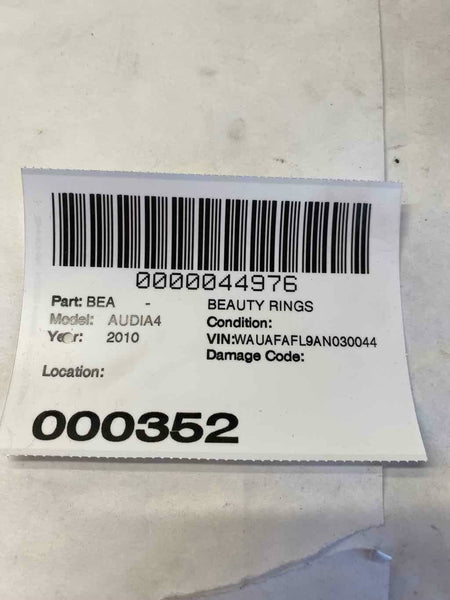 0000044976
Part: BEA - BEAUTY RINGS
Model: AUDIA4 Condition:
Year: 2010 VIN:WAUAFAFL9AN030044
Damage Code:
Location:
000352